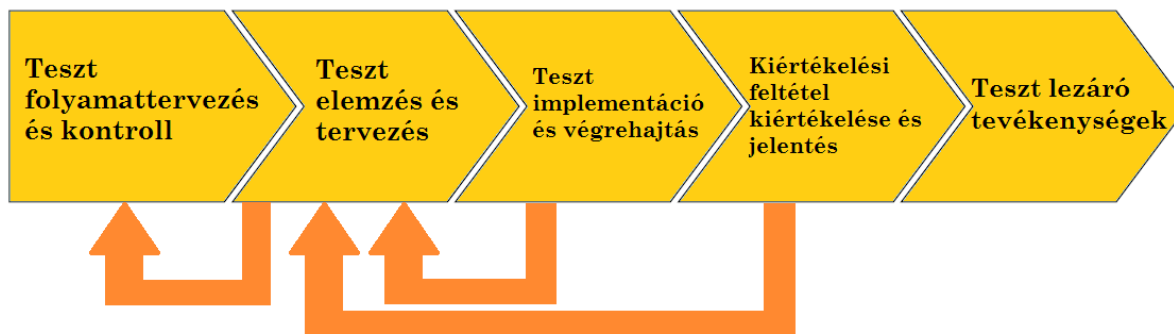 Teszt
folyamattervezés
és kontroll
Teszt
elemzés és
tervezés
Teszt
implementáció
és végrehajtás
Kiértékelési
feltétel
kiértékelése és
jelentés
Teszt lezáró
tevékenységek